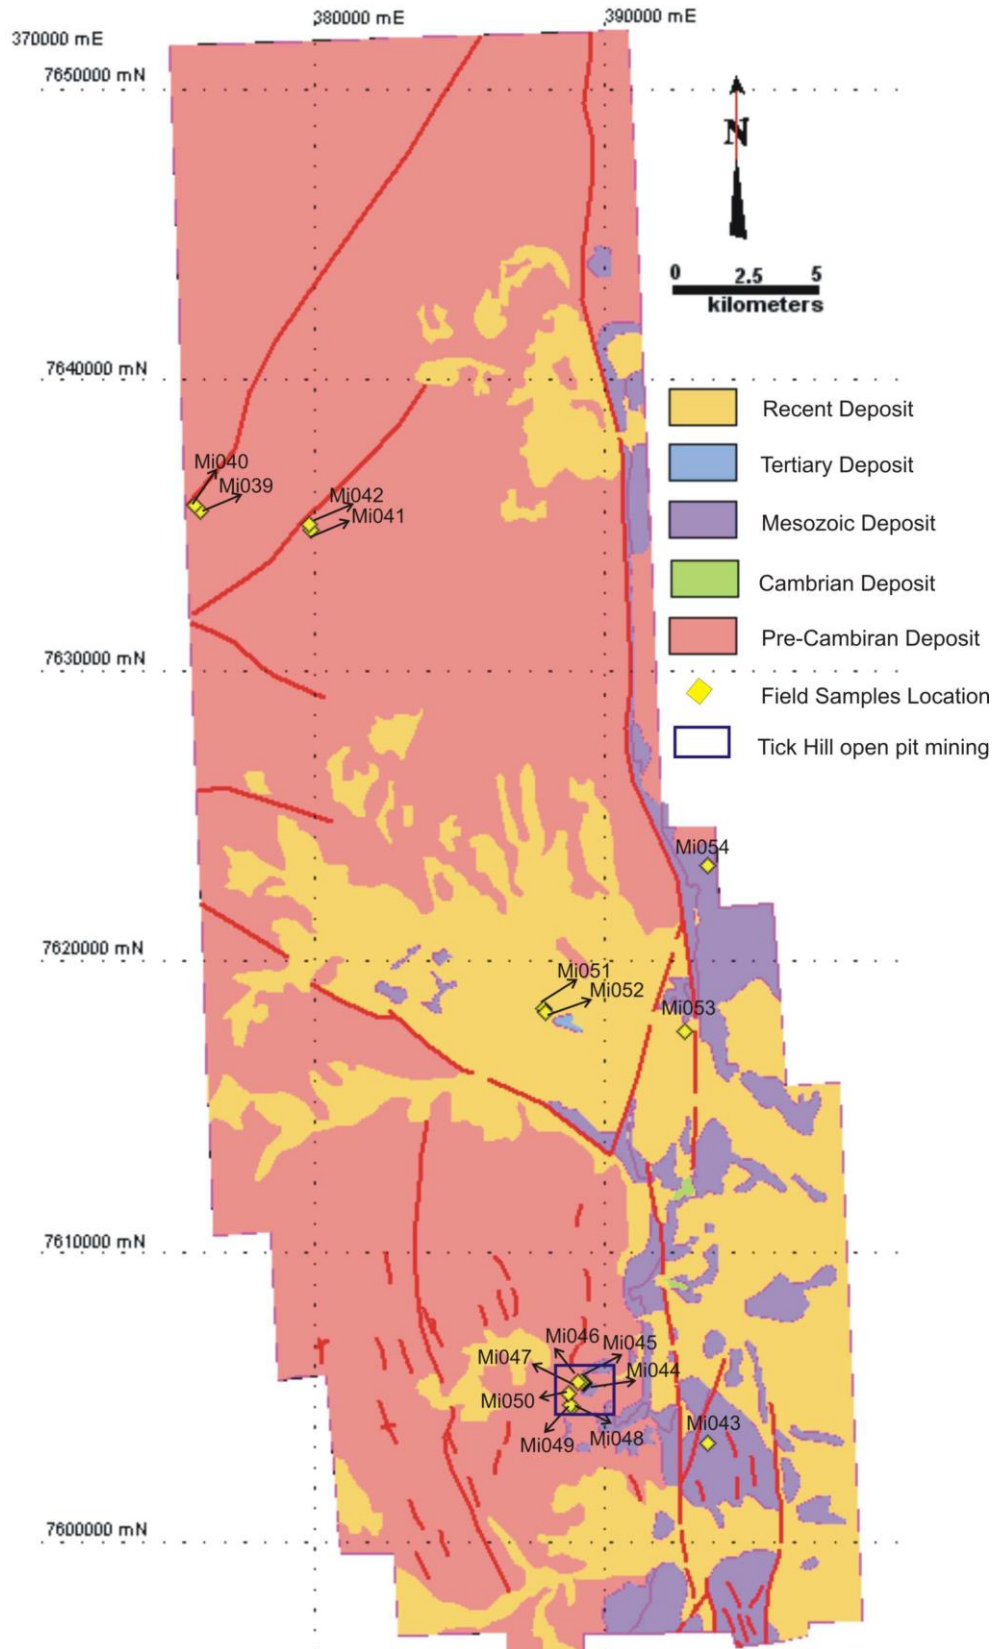 380000 mE
390000 mE
370000 mE
7650000 mN
N
0 2.5 5
kilometers
7640000 mN
Recent Deposit
Tertiary Deposit
Mi040
Mi039
Mi042
Mi041
Mesozoic Deposit
Cambrian Deposit
Pre-Cambiran Deposit
7630000 mN
Field Samples Location
Tick Hill open pit mining
Mi054
7620000 mN
Mi051
Mi052
Mi053
7610000 mN
Mi046
Mi045
Mi047
Mi044
Mi050
Mi043
Mi049
Mi048
7600000 mN